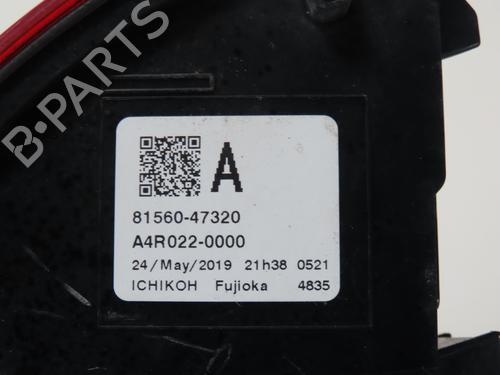 B-PARTS
A
81560-47320
A4R022-0000
24/May/2019 21h38 0521
ICHIKOH Fujioka 4835